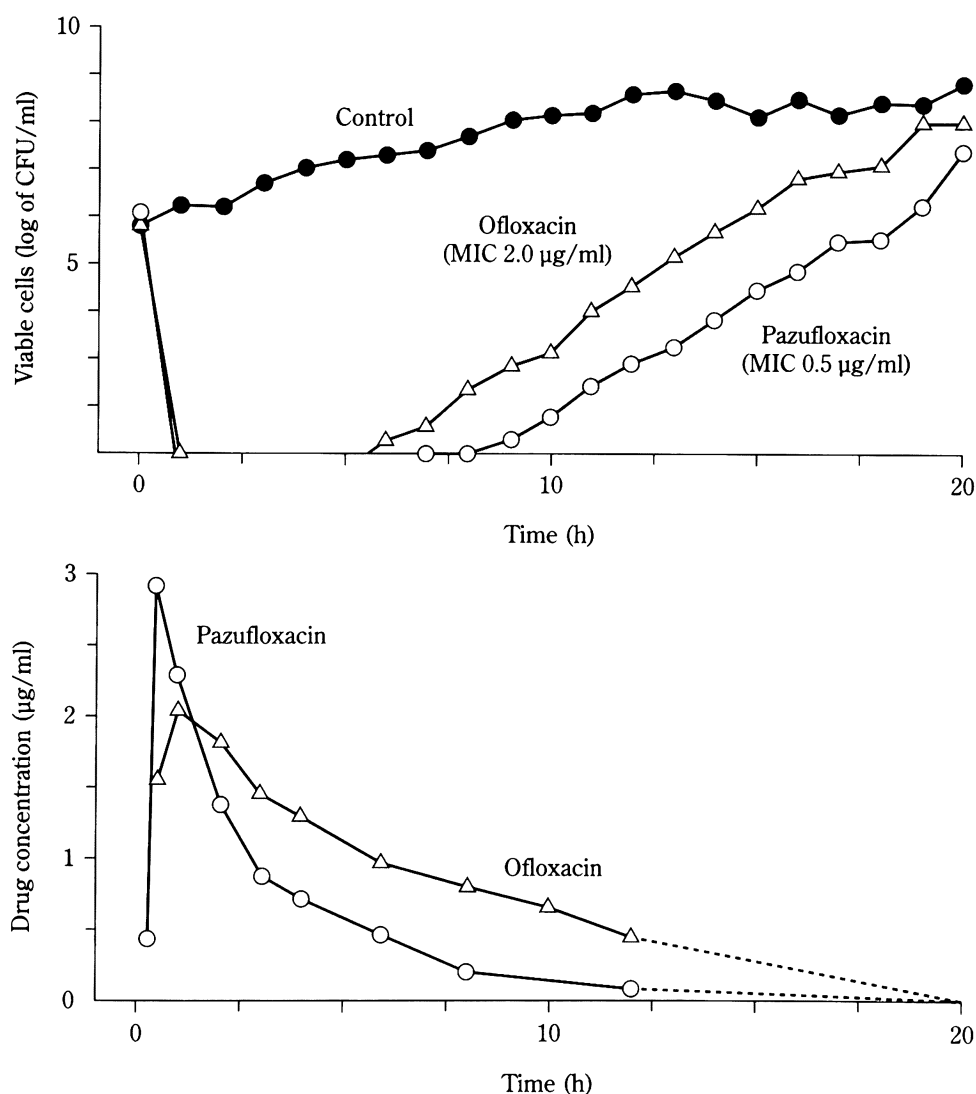 10
Viable cells (log of CFU/ml)
Control
Ofloxacin
(MIC 2.0 µg/ml)
5
Pazufloxacin
(MIC 0.5 µg/ml)
0
10
20
Time (h)
3
Pazufloxacin
Drug concentration (µg/ml)
2
1
Ofloxacin
0
0
10
20
Time (h)